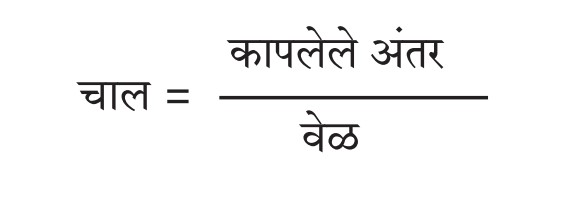 कापलेले अंतर
चाल =
वेळ